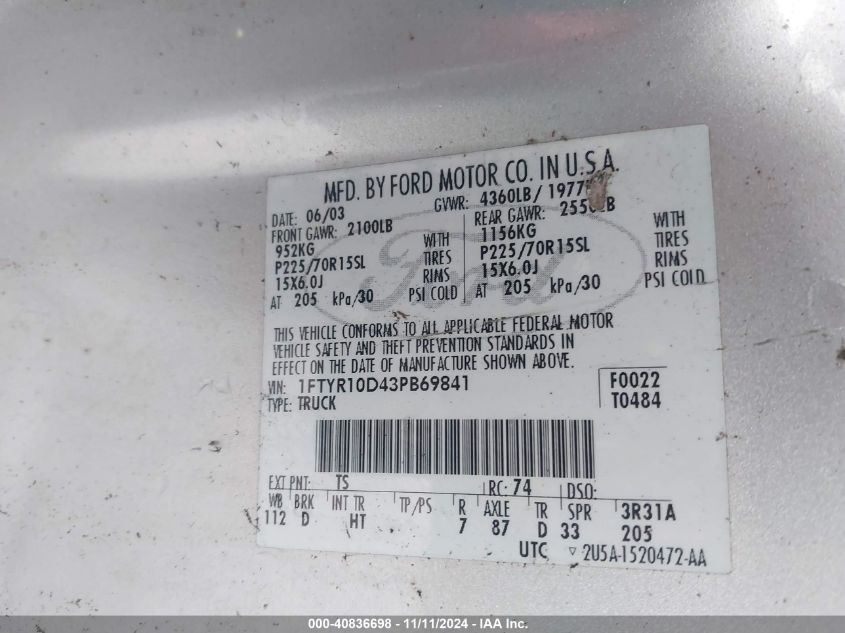 MFD. BY FORD MOTOR CO. IN U.S.A.
DATE: 06/03 GVWR: 4360LB/ 1977
FRONT GAWR: 2100LB REAR GAWR: 2550LB
952KG WITH 1156KG WITH
P225/70R15SL TIRES P225/70R15SL TIRES
15X6.0J RIMS 15X6.0J RIMS
AT 205 kPa/30 PSI COLD AT 205 kPa/30 PSI COLD
Ford
THIS VEHICLE CONFORMS TO ALL APPLICABLE FEDERAL MOTOR
VEHICLE SAFETY AND THEFT PREVENTION STANDARDS IN
EFFECT ON THE DATE OF MANUFACTURE SHOWN ABOVE.
VIN: 1FTYR10D43PB69841 F0022
TYPE: TRUCK T0484
EXT PNT: TS RC: 74 DSO:
WB BRK INT TR TP/PS R AXLE TR SPR 3R31A
112 D HT 7 87 D 33 205
UTC ▽ 2U5A-1520472-AA
000-40836698 - 11/11/2024 - IAA Inc.